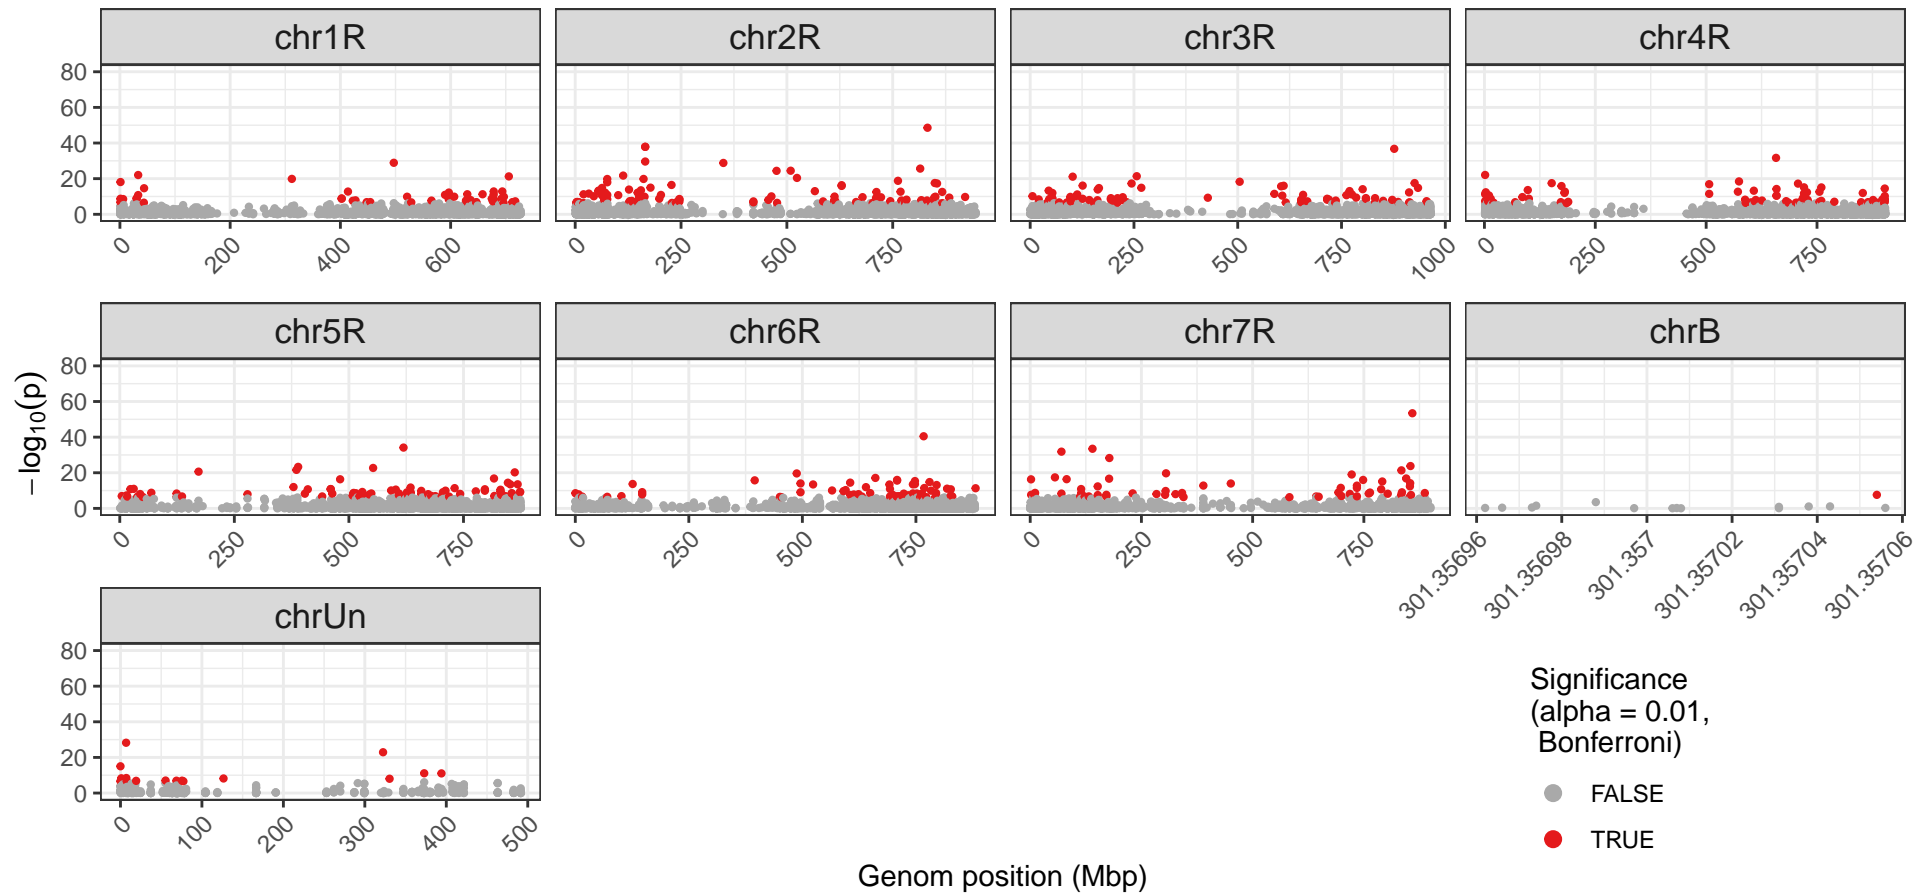 chr1R chr2R chr3R chr4R
80
60
40
20
0
0 200 400 600 0 250 500 750 0 250 500 750 1000 0 250 500 750
chr5R chr6R chr7R chrB
80
60
40
20
0
0 250 500 750 0 250 500 750 0 250 500 750 301.35696 301.35698 301.357 301.35702 301.35704 301.35706
−log10(p)
chrUn
80
60
40
20
0
0 100 200 300 400 500
Genom position (Mbp)
Significance
(alpha = 0.01,
Bonferroni)
FALSE
TRUE